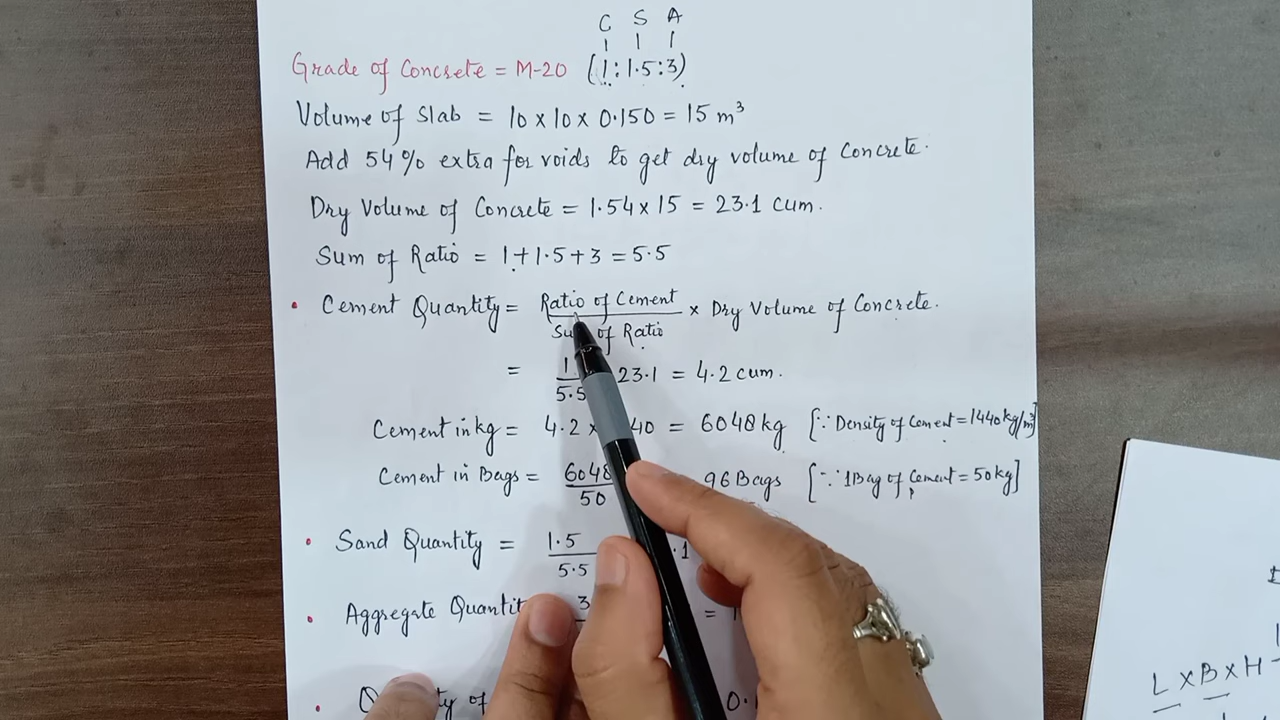 C S A
Grade of Concrete = M-20 (1:1.5:3)
Volume of Slab = 10 x 10 x 0.150 = 15 m³
Add 54% extra for voids to get dry volume of Concrete.
Dry Volume of Concrete = 1.54 x 15 = 23.1 cum.
Sum of Ratio = 1+1.5+3 = 5.5
• Cement Quantity = Ratio of Cement / Sum of Ratio x Dry Volume of Concrete.
= 1/5.5 23.1 = 4.2 cum.
Cement in kg = 4.2 x 40 = 6048 kg [∵ Density of Cement = 1440 kg/m³]
Cement in Bags = 6048/50 96 Bags [∵ 1 Bag of Cement = 50 kg]
• Sand Quantity = 1.5/5.5 .1
• Aggregate 3 =
of 0.
L x B x H